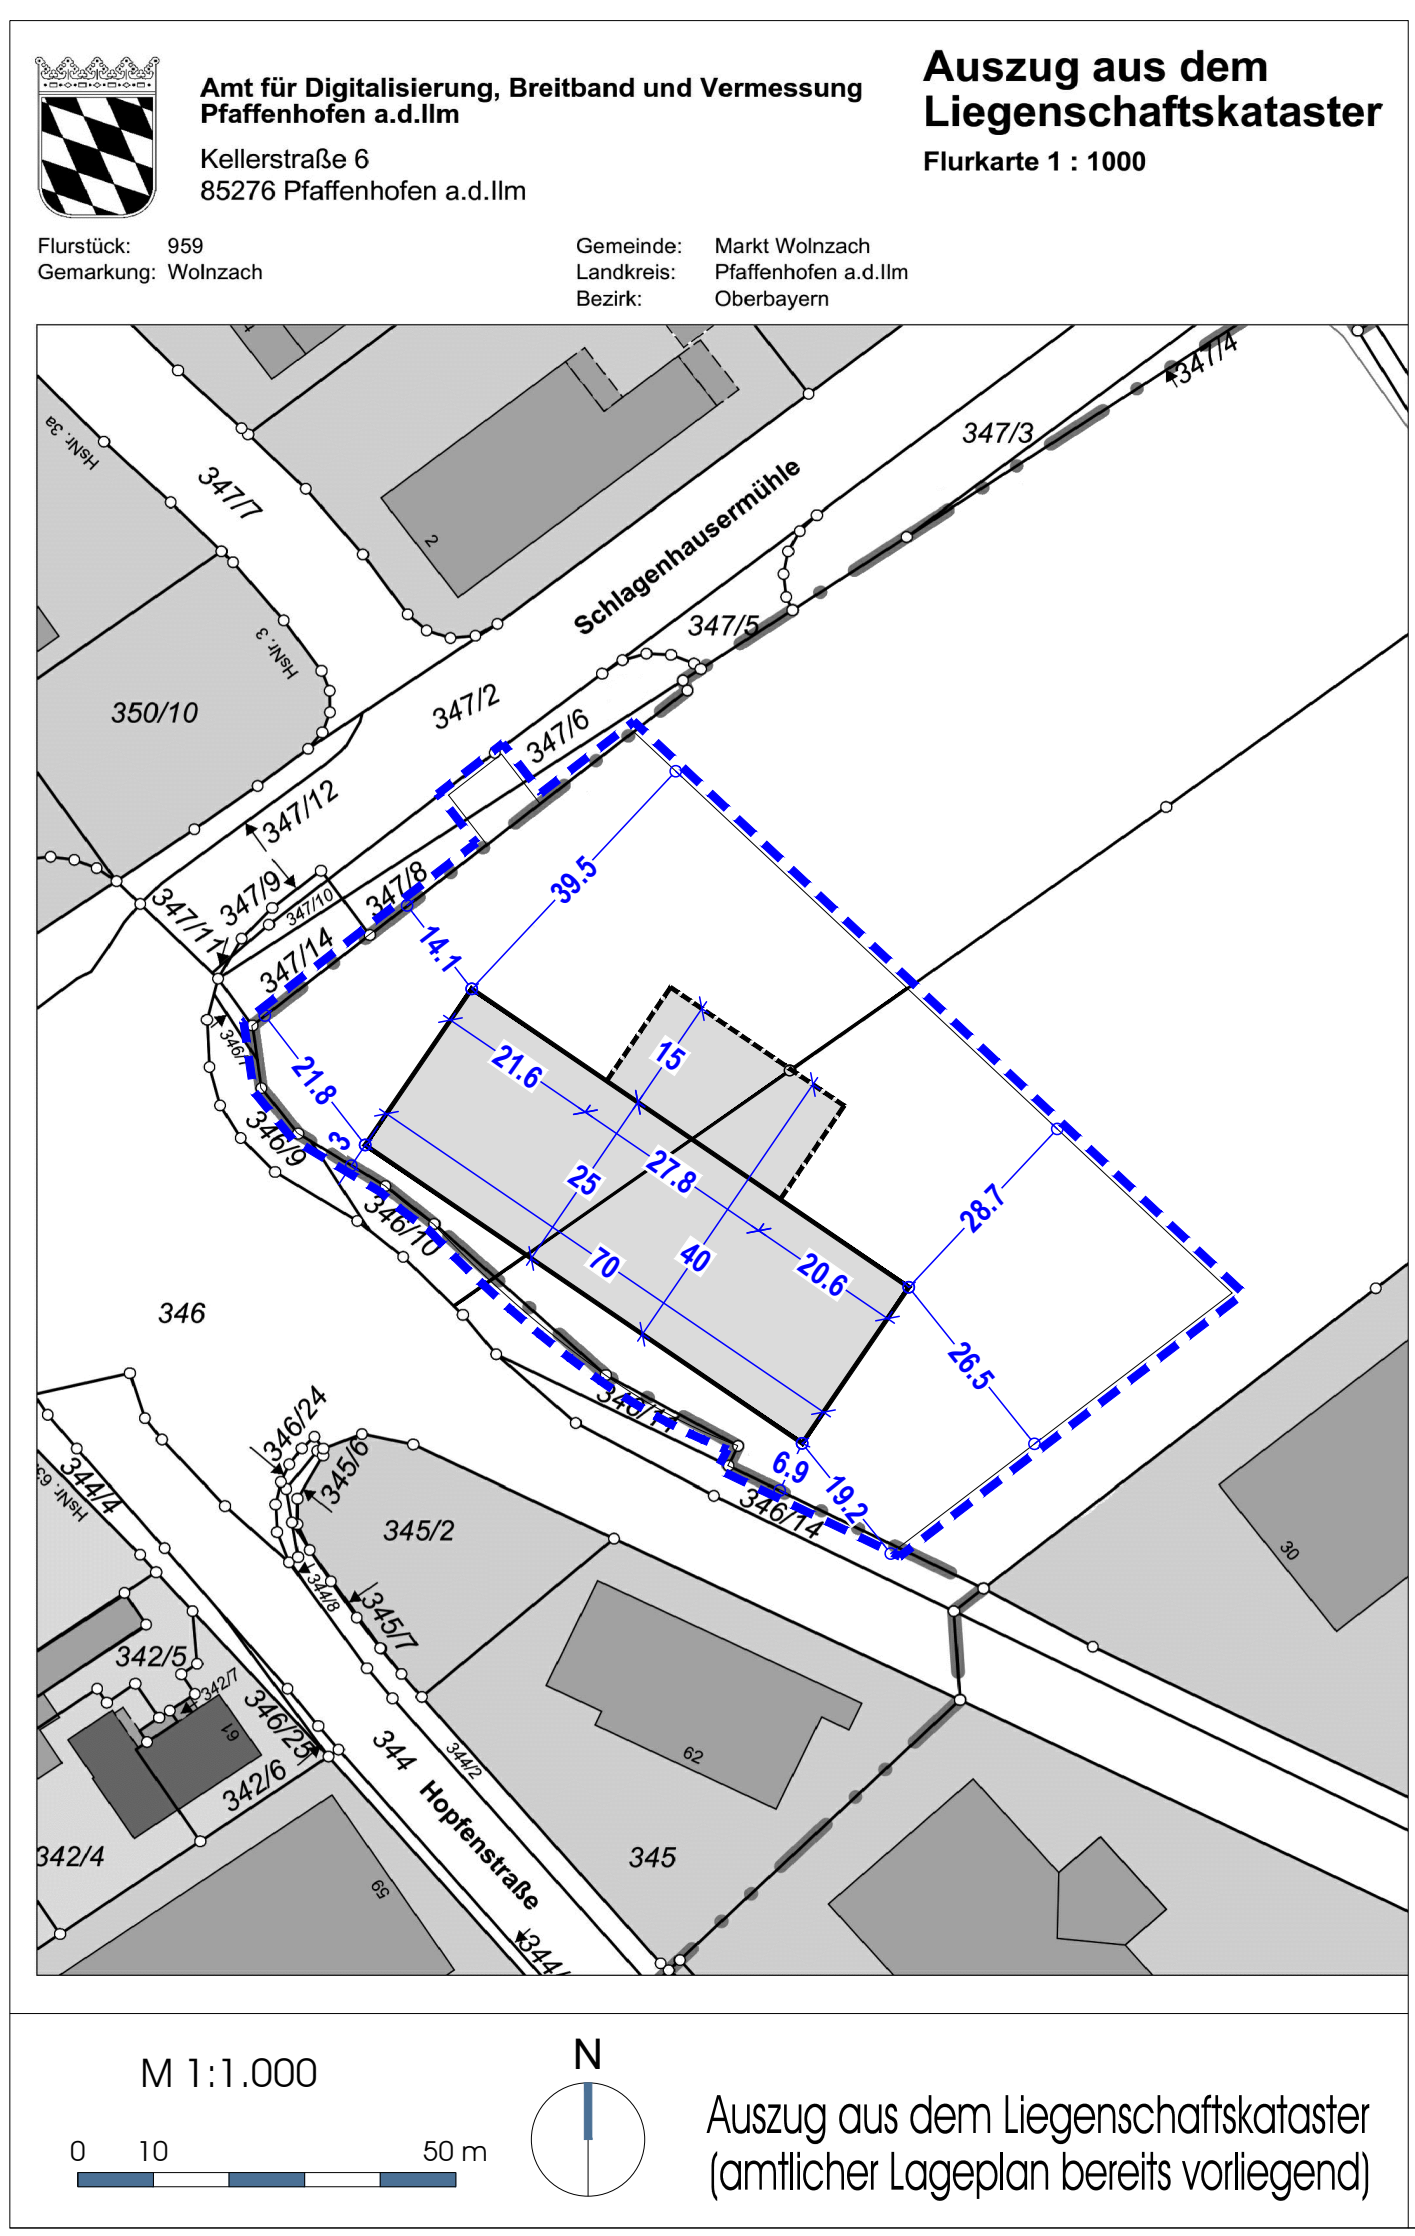 Amt für Digitalisierung, Breitband und Vermessung
Pfaffenhofen a.d.Ilm
Kellerstraße 6
85276 Pfaffenhofen a.d.Ilm
Auszug aus dem
Liegenschaftskataster
Flurkarte 1 : 1000
Flurstück: 959
Gemarkung: Wolnzach
Gemeinde: Markt Wolnzach
Landkreis: Pfaffenhofen a.d.Ilm
Bezirk: Oberbayern
347/4
347/3
HsNr. 3a
347/7
2
Schlagenhausermühle
347/5
HsNr. 3
350/10
347/2
347/6
347/12
347/9
347/10
347/8
347/11
347/14
39.5
14.1
346/1
21.8
21.6
15
346/9
3
27.8
25
346/10
28.7
70
40
20.6
346
26.5
346/11
346/24
345/6
6.9
19.2
344/4
346/14
345/2
30
344/8
345/7
342/5
342/7
346/25
61
344
344/2
62
342/6
Hopfenstraße
342/4
345
59
344/
M 1:1.000
N
0 10 50 m
Auszug aus dem Liegenschaftskataster
(amtlicher Lageplan bereits vorliegend)